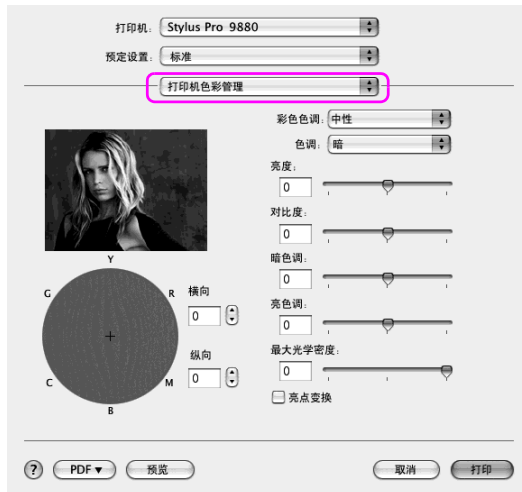 打印机: Stylus Pro 9880
预定设置: 标准
打印机色彩管理
彩色色调: 中性
色调: 暗
亮度:
0
对比度:
0
暗色调:
0
亮色调:
0
最大光学密度:
0
亮点变换
Y
G
R
C
M
B
横向
0
纵向
0
? PDF▼ 预览 取消 打印